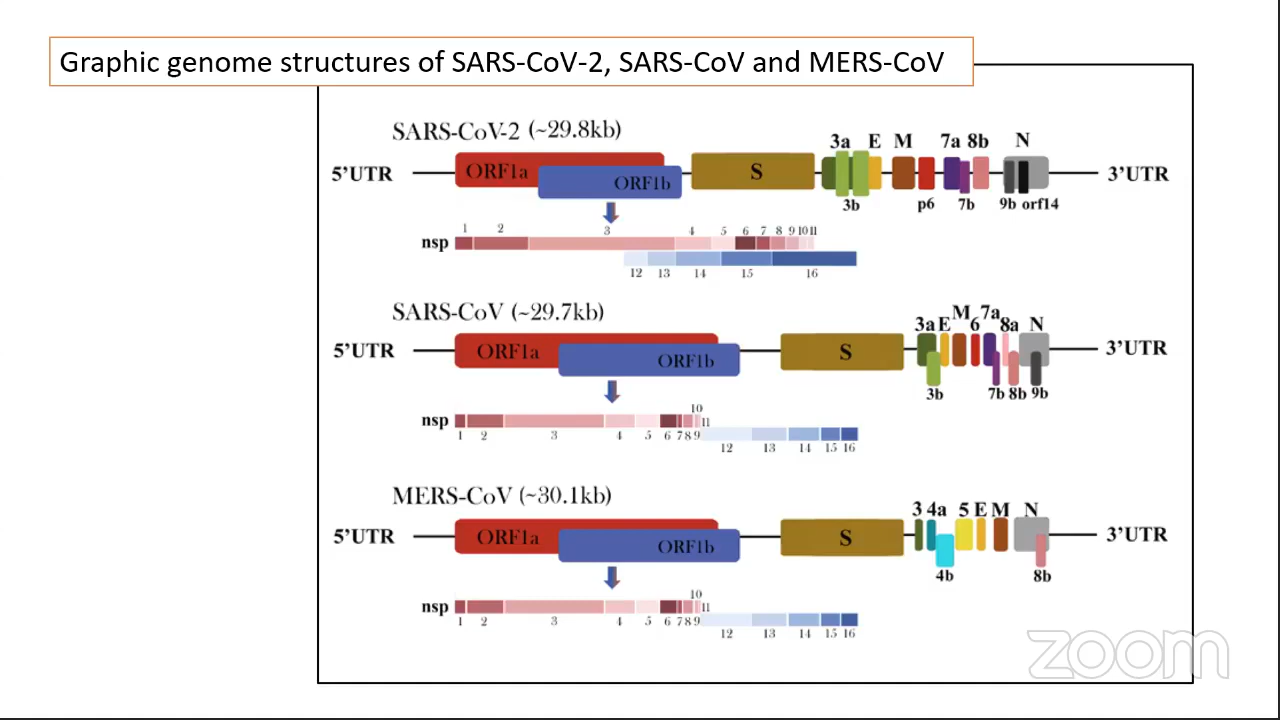 Graphic genome structures of SARS-CoV-2, SARS-CoV and MERS-CoV
SARS-CoV-2 (~29.8kb)
3a E M 7a 8b N
5’UTR ORF1a ORF1b S 3’UTR
3b p6 7b 9b orf14
1 2 3 4 5 6 7 8 9 10 11
nsp
12 13 14 15 16
SARS-CoV (~29.7kb)
3a E M 6 7a 8a N
5’UTR ORF1a ORF1b S 3’UTR
3b 7b 8b 9b
10
nsp 11
1 2 3 4 5 6 7 8 9
12 13 14 15 16
MERS-CoV (~30.1kb)
3 4a 5 E M N
5’UTR ORF1a ORF1b S 3’UTR
4b 8b
10
nsp 11
1 2 3 4 5 6 7 8 9
12 13 14 15 16
zoom